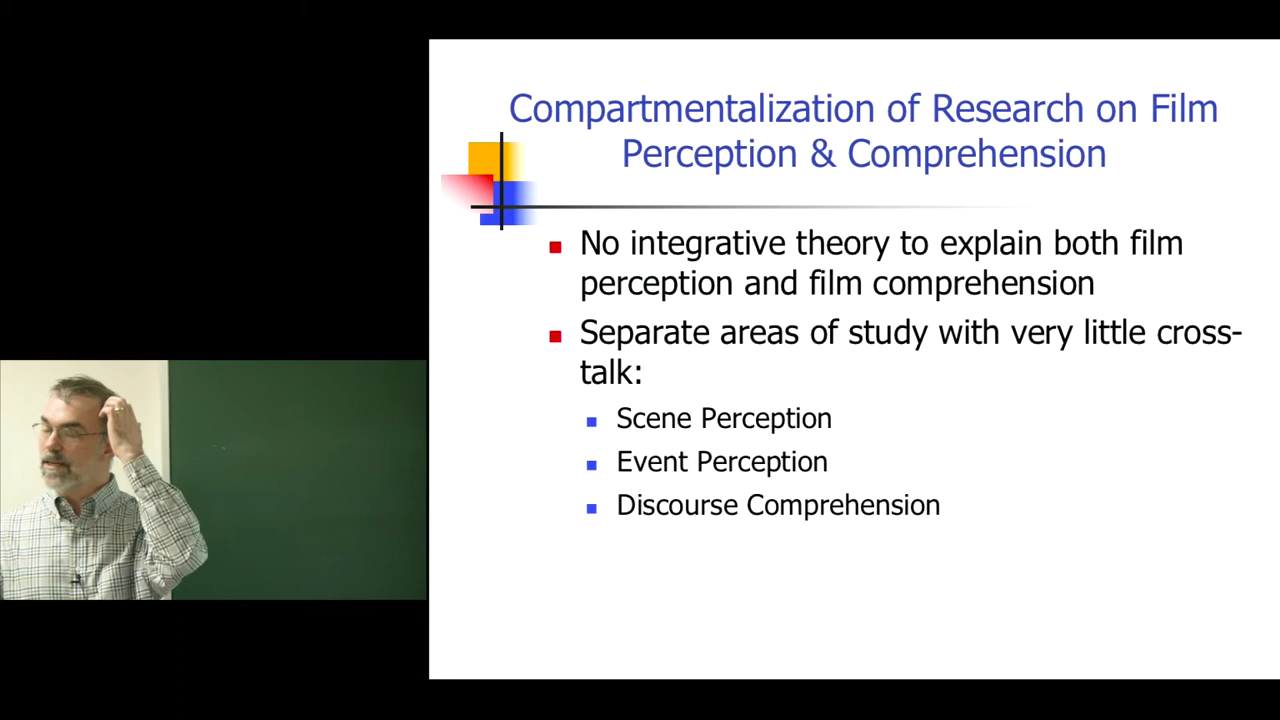 Compartmentalization of Research on Film
Perception & Comprehension
No integrative theory to explain both film
perception and film comprehension
Separate areas of study with very little cross-
talk:
Scene Perception
Event Perception
Discourse Comprehension